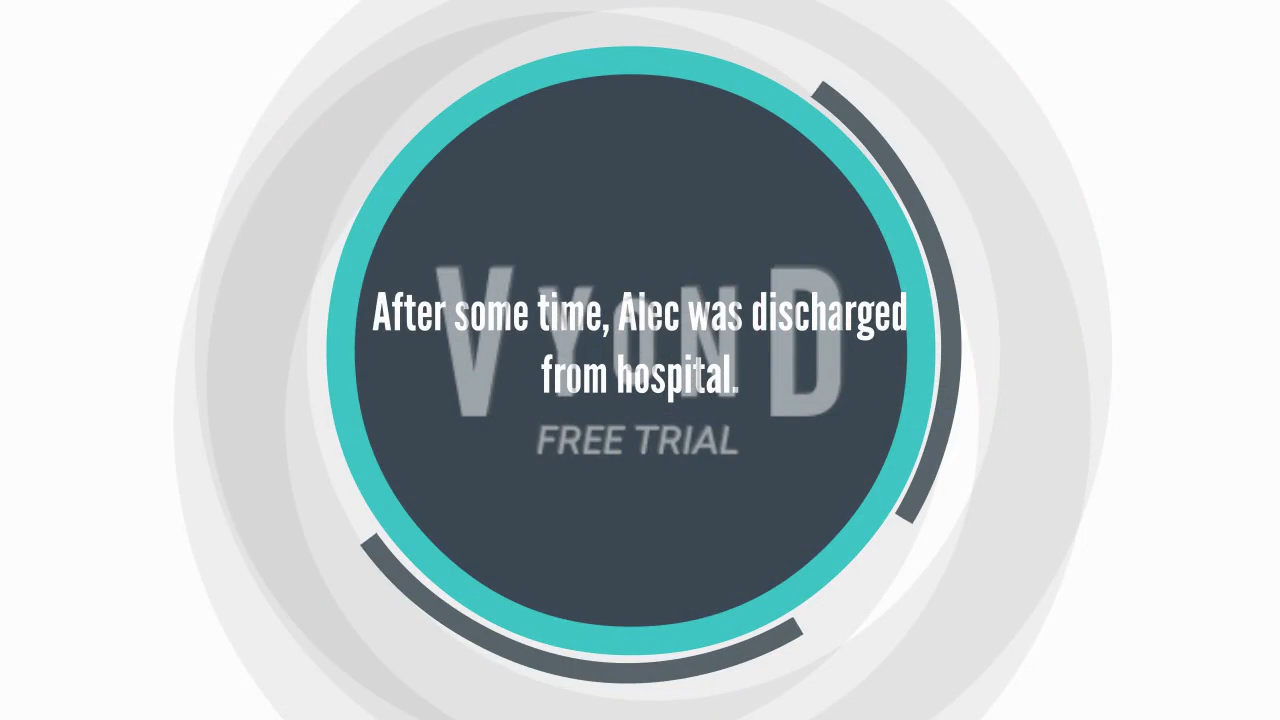 After some time, Alec was discharged
from hospital.
VYOND
FREE TRIAL